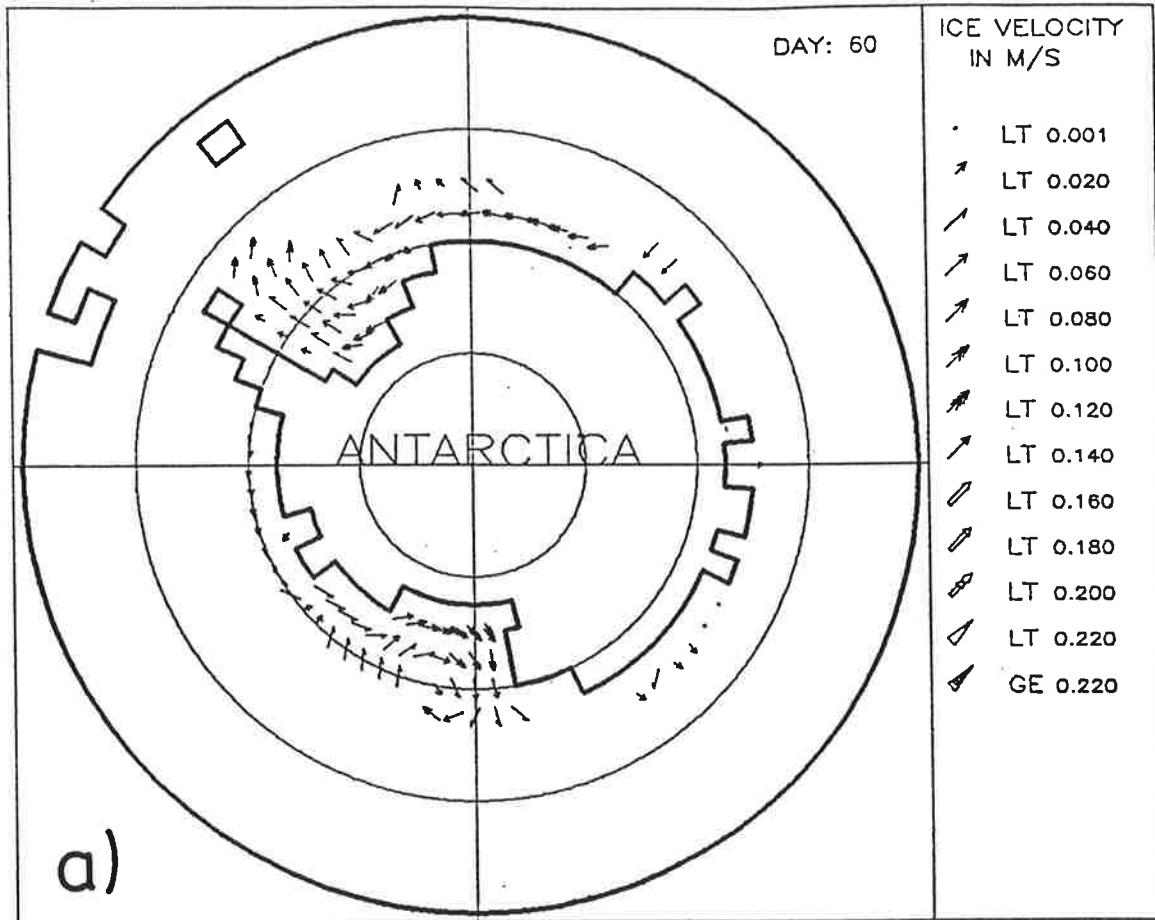 DAY: 60
ICE VELOCITY
IN M/S
LT 0.001
LT 0.020
LT 0.040
LT 0.060
LT 0.080
LT 0.100
LT 0.120
LT 0.140
LT 0.160
LT 0.180
LT 0.200
LT 0.220
GE 0.220
ANTARCTICA
a)